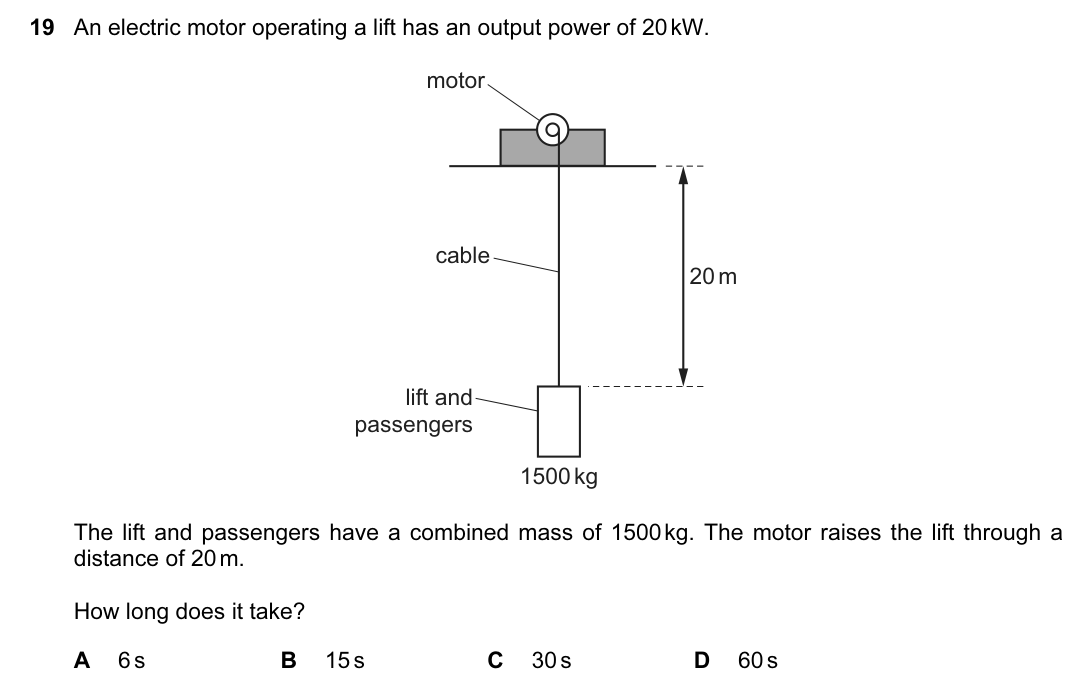 19 An electric motor operating a lift has an output power of 20 kW.
motor
cable
20 m
lift and
passengers
1500 kg
The lift and passengers have a combined mass of 1500 kg. The motor raises the lift through a
distance of 20 m.
How long does it take?
A 6 s B 15 s C 30 s D 60 s